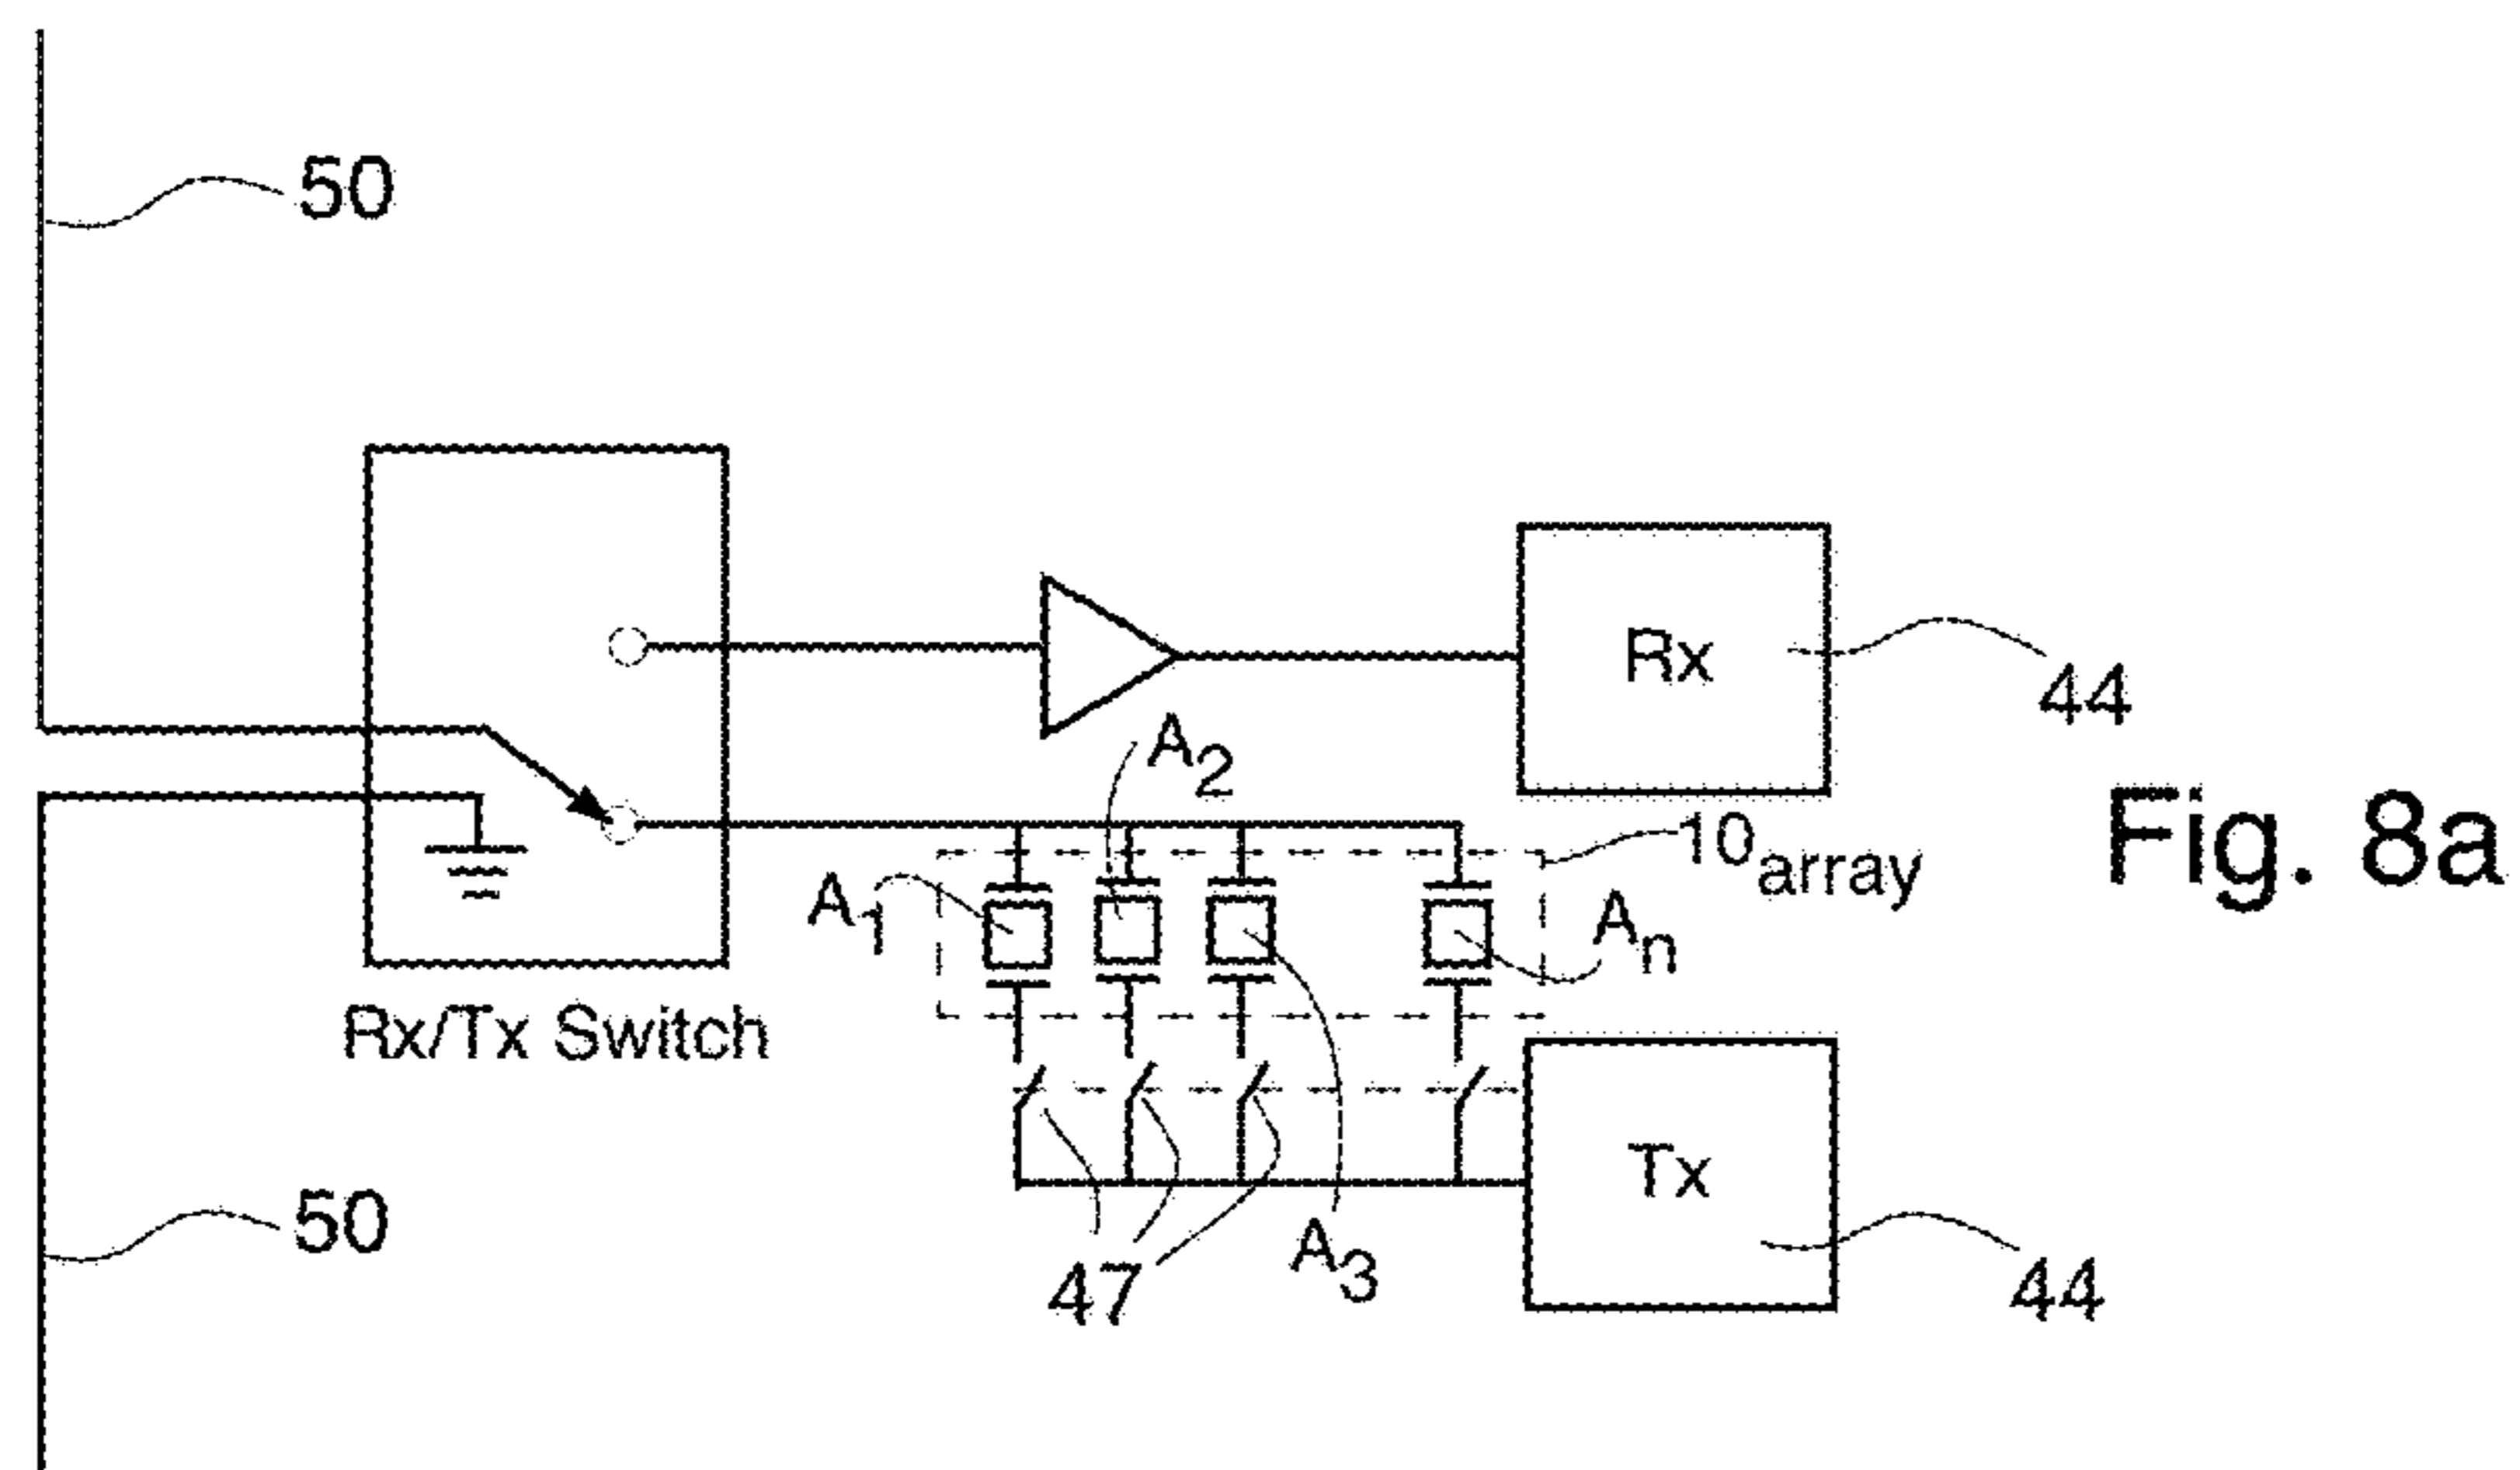 50
Rx
44
A2
10array
Fig. 8a
A1
An
Rx/Tx Switch
Tx
50
47
A3
44